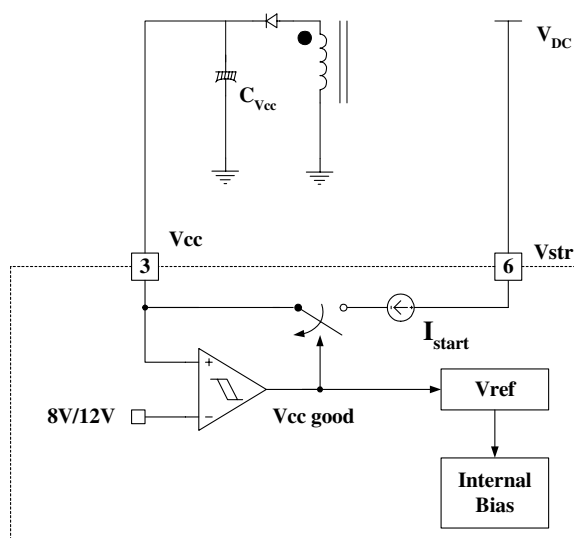 V_DC
C_Vcc
Vcc
Vstr
3
6
I_start
+
8V/12V
−
Vcc good
Vref
Internal
Bias